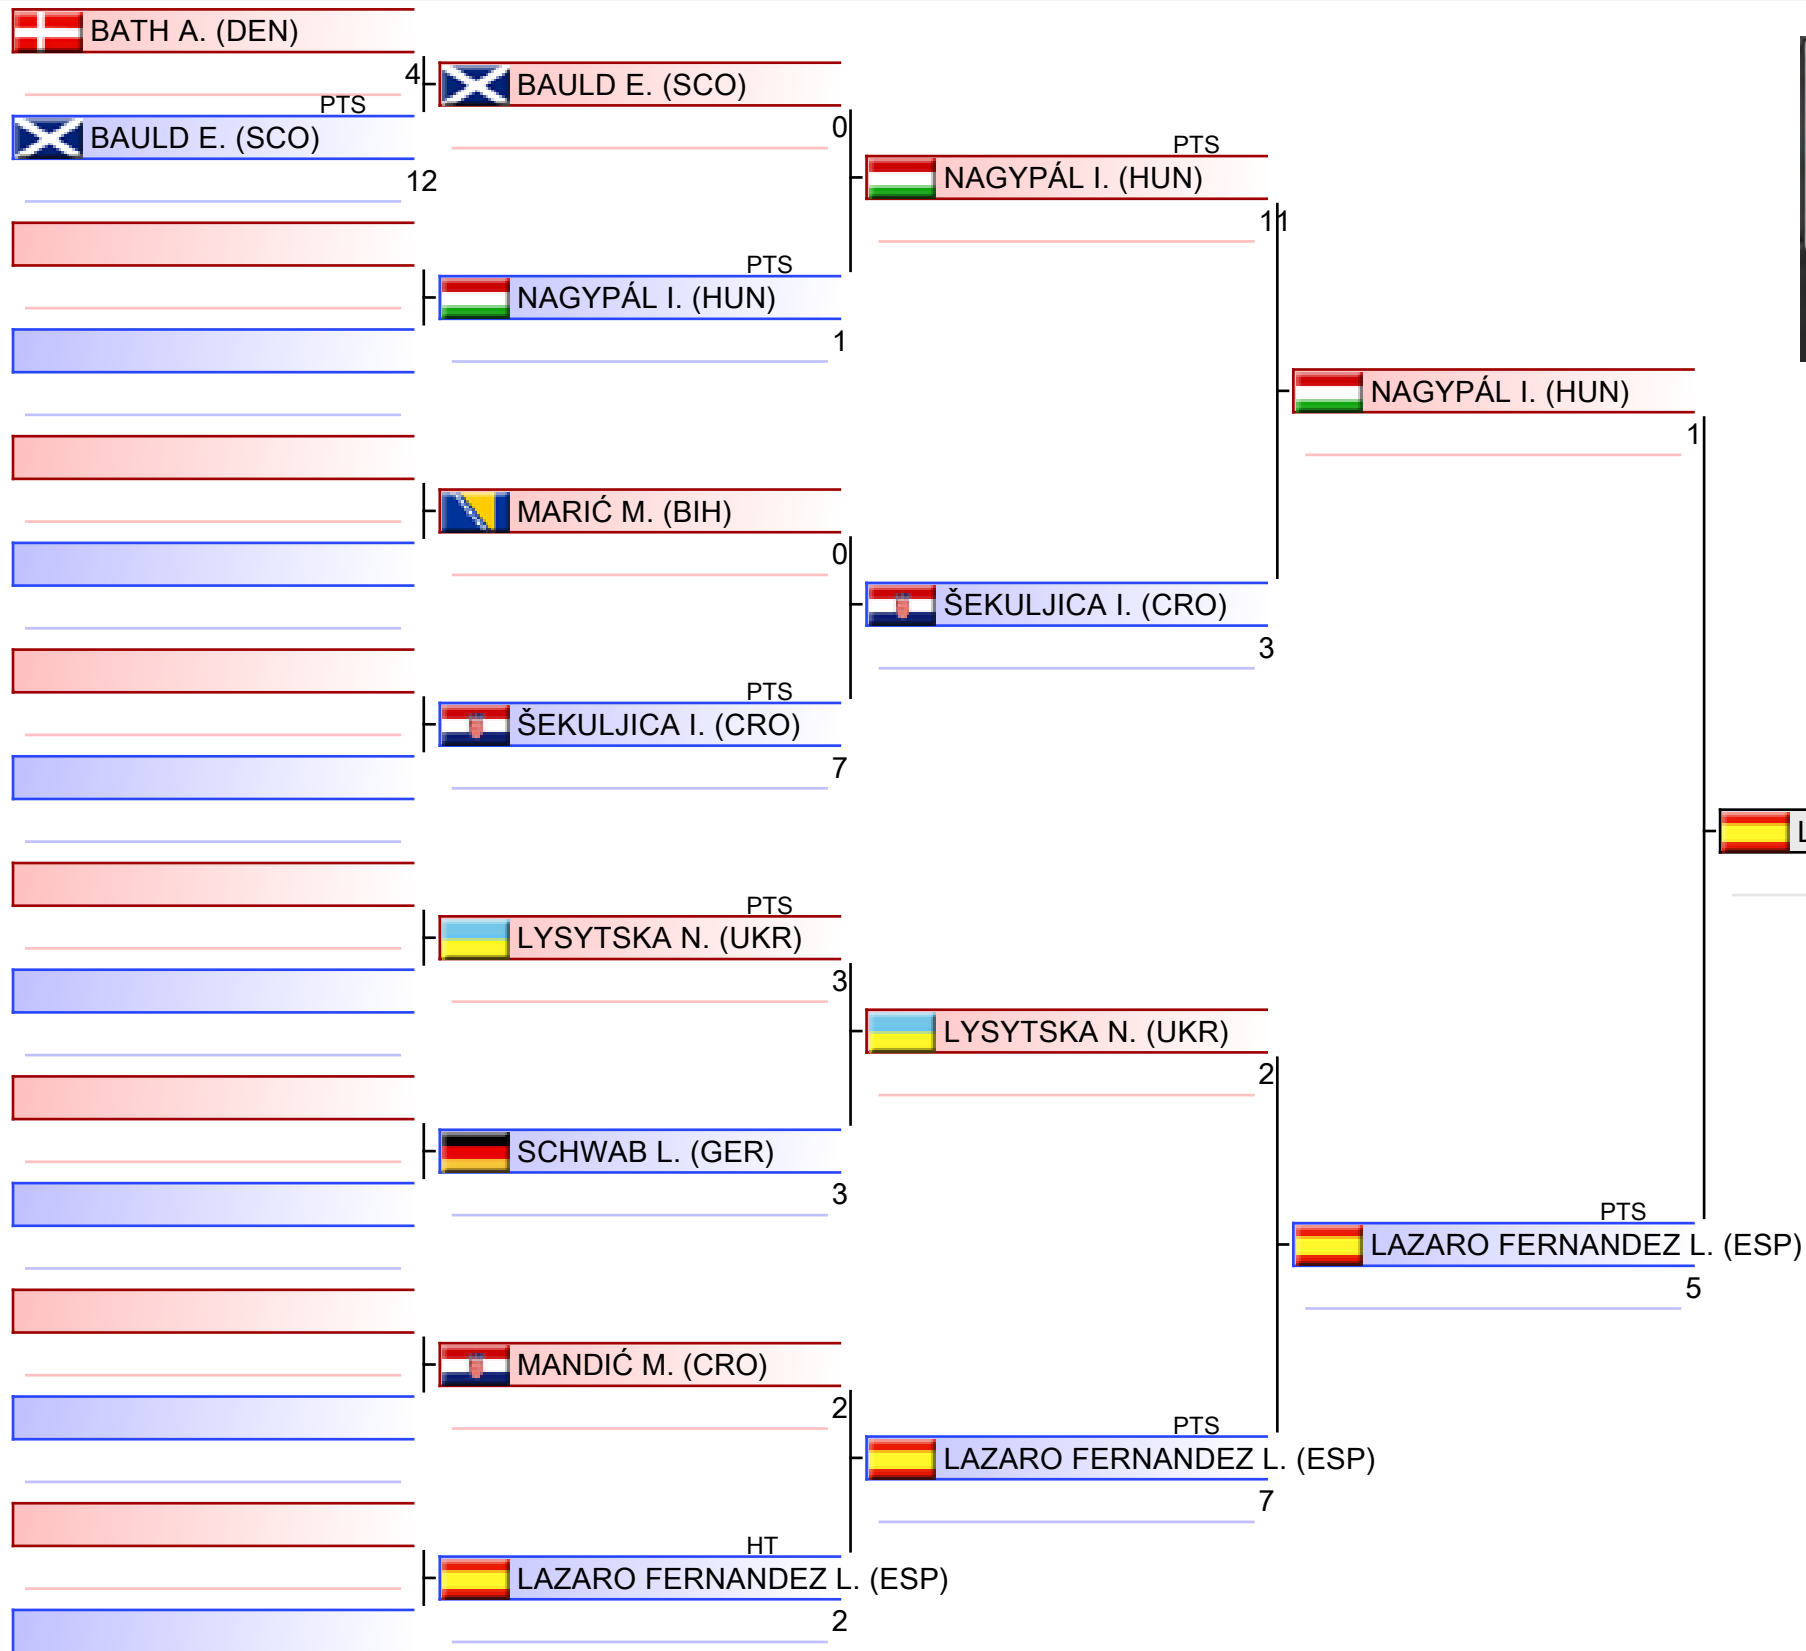 BATH A. (DEN)
4
PTS
BAULD E. (SCO)
12
BAULD E. (SCO)
0
PTS
NAGYPÁL I. (HUN)
1
MARIĆ M. (BIH)
0
PTS
ŠEKULJICA I. (CRO)
7
PTS
LYSYTSKA N. (UKR)
3
SCHWAB L. (GER)
3
MANDIĆ M. (CRO)
2
HT
LAZARO FERNANDEZ L. (ESP)
2
PTS
NAGYPÁL I. (HUN)
11
ŠEKULJICA I. (CRO)
3
LYSYTSKA N. (UKR)
2
PTS
LAZARO FERNANDEZ L. (ESP)
7
NAGYPÁL I. (HUN)
1
PTS
LAZARO FERNANDEZ L. (ESP)
5